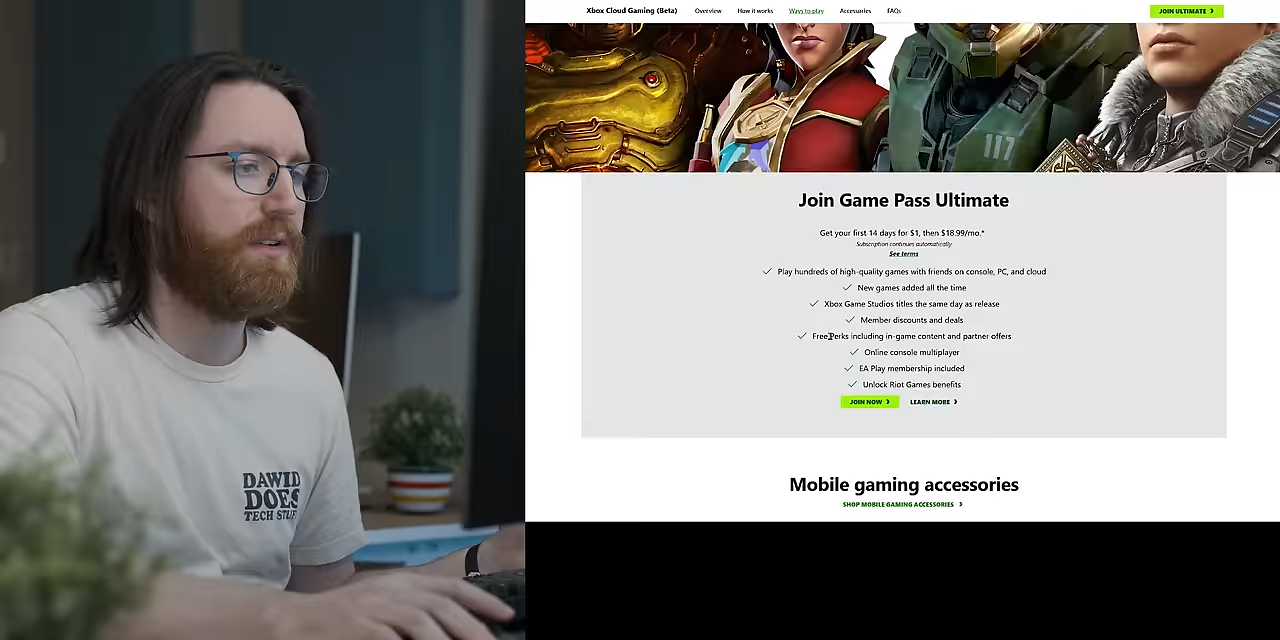 Xbox Cloud Gaming (Beta) Overview How it works Ways to play Accessories FAQs JOIN ULTIMATE
117
Join Game Pass Ultimate
Get your first 14 days for $1, then $18.99/mo.*
Subscription continues automatically.
See terms
Play hundreds of high-quality games with friends on console, PC, and cloud
New games added all the time
Xbox Game Studios titles the same day as release
Member discounts and deals
Free Perks including in-game content and partner offers
Online console multiplayer
EA Play membership included
Unlock Riot Games benefits
JOIN NOW LEARN MORE
Mobile gaming accessories
SHOP MOBILE GAMING ACCESSORIES
DAWID
DOES
TECH STUFF